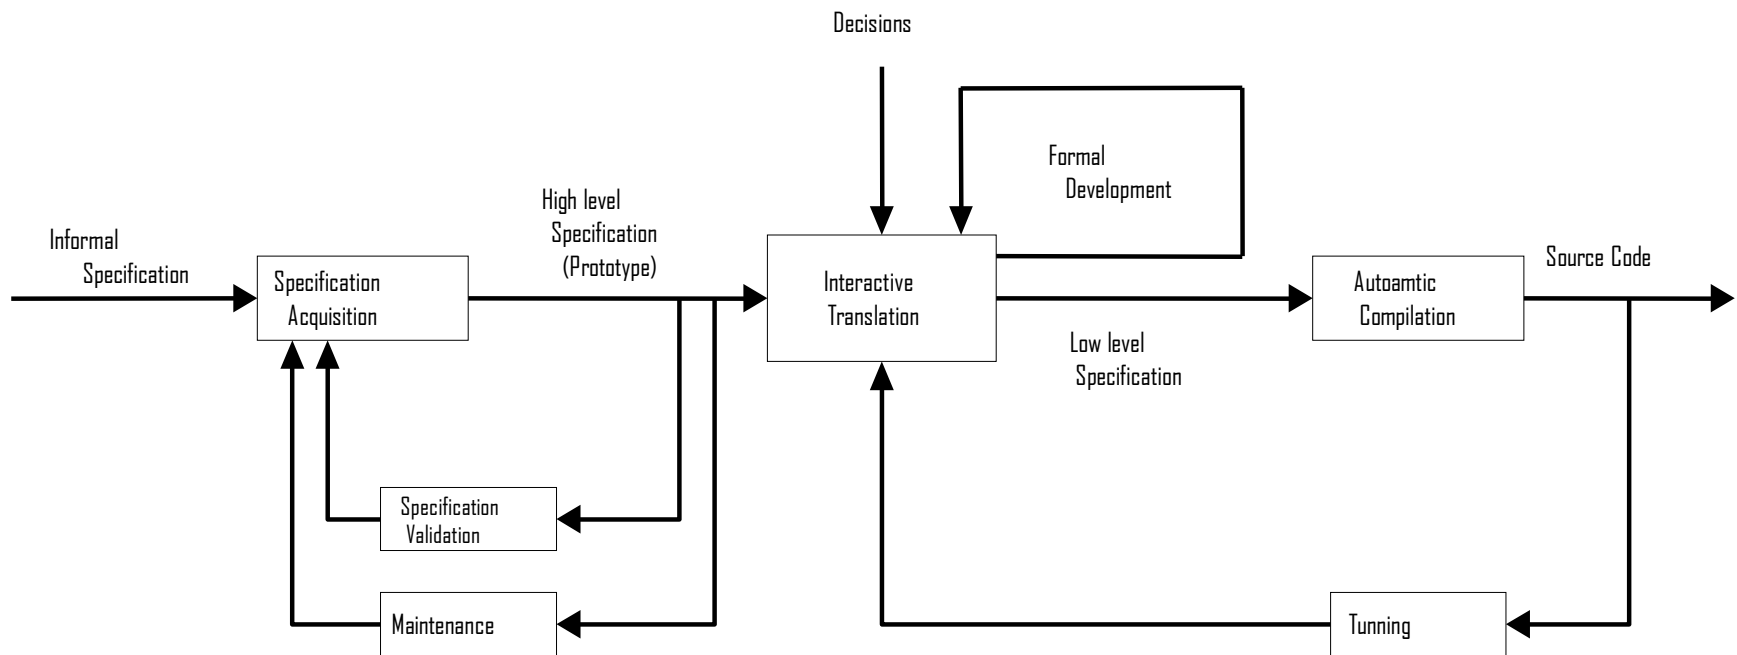 Decisions
Formal
Development
High level
Specification
(Prototype)
Informal
Specification
Specification
Acquisition
Interactive
Translation
Autoamtic
Compilation
Source Code
Low level
Specification
Specification
Validation
Maintenance
Tunning